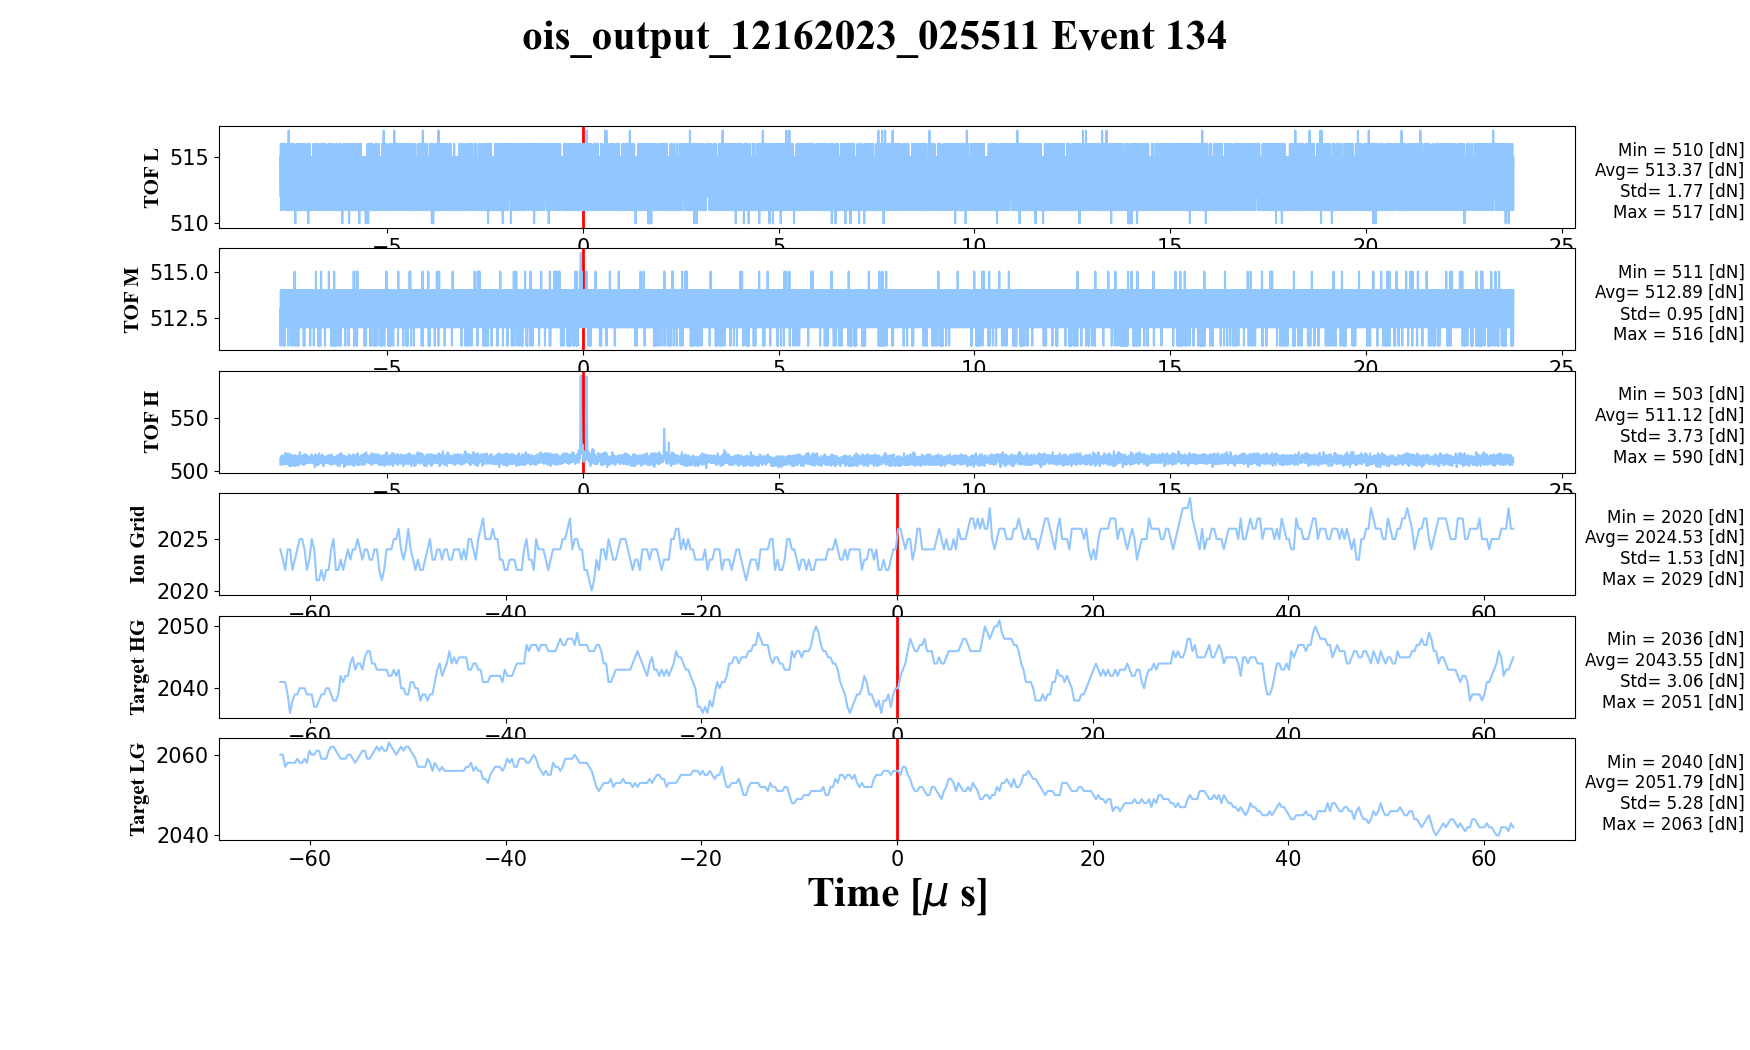 ois_output_12162023_025511 Event 134
TOF L
515
510
−5
0
5
10
15
20
25
Min = 510 [dN]
Avg= 513.37 [dN]
Std= 1.77 [dN]
Max = 517 [dN]
TOF M
515.0
512.5
−5
0
5
10
15
20
25
Min = 511 [dN]
Avg= 512.89 [dN]
Std= 0.95 [dN]
Max = 516 [dN]
TOF H
550
500
−5
0
5
10
15
20
25
Min = 503 [dN]
Avg= 511.12 [dN]
Std= 3.73 [dN]
Max = 590 [dN]
Ion Grid
2025
2020
−60
−40
−20
0
20
40
60
Min = 2020 [dN]
Avg= 2024.53 [dN]
Std= 1.53 [dN]
Max = 2029 [dN]
Target HG
2050
2040
−60
−40
−20
0
20
40
60
Min = 2036 [dN]
Avg= 2043.55 [dN]
Std= 3.06 [dN]
Max = 2051 [dN]
Target LG
2060
2040
−60
−40
−20
0
20
40
60
Min = 2040 [dN]
Avg= 2051.79 [dN]
Std= 5.28 [dN]
Max = 2063 [dN]
Time [μ s]